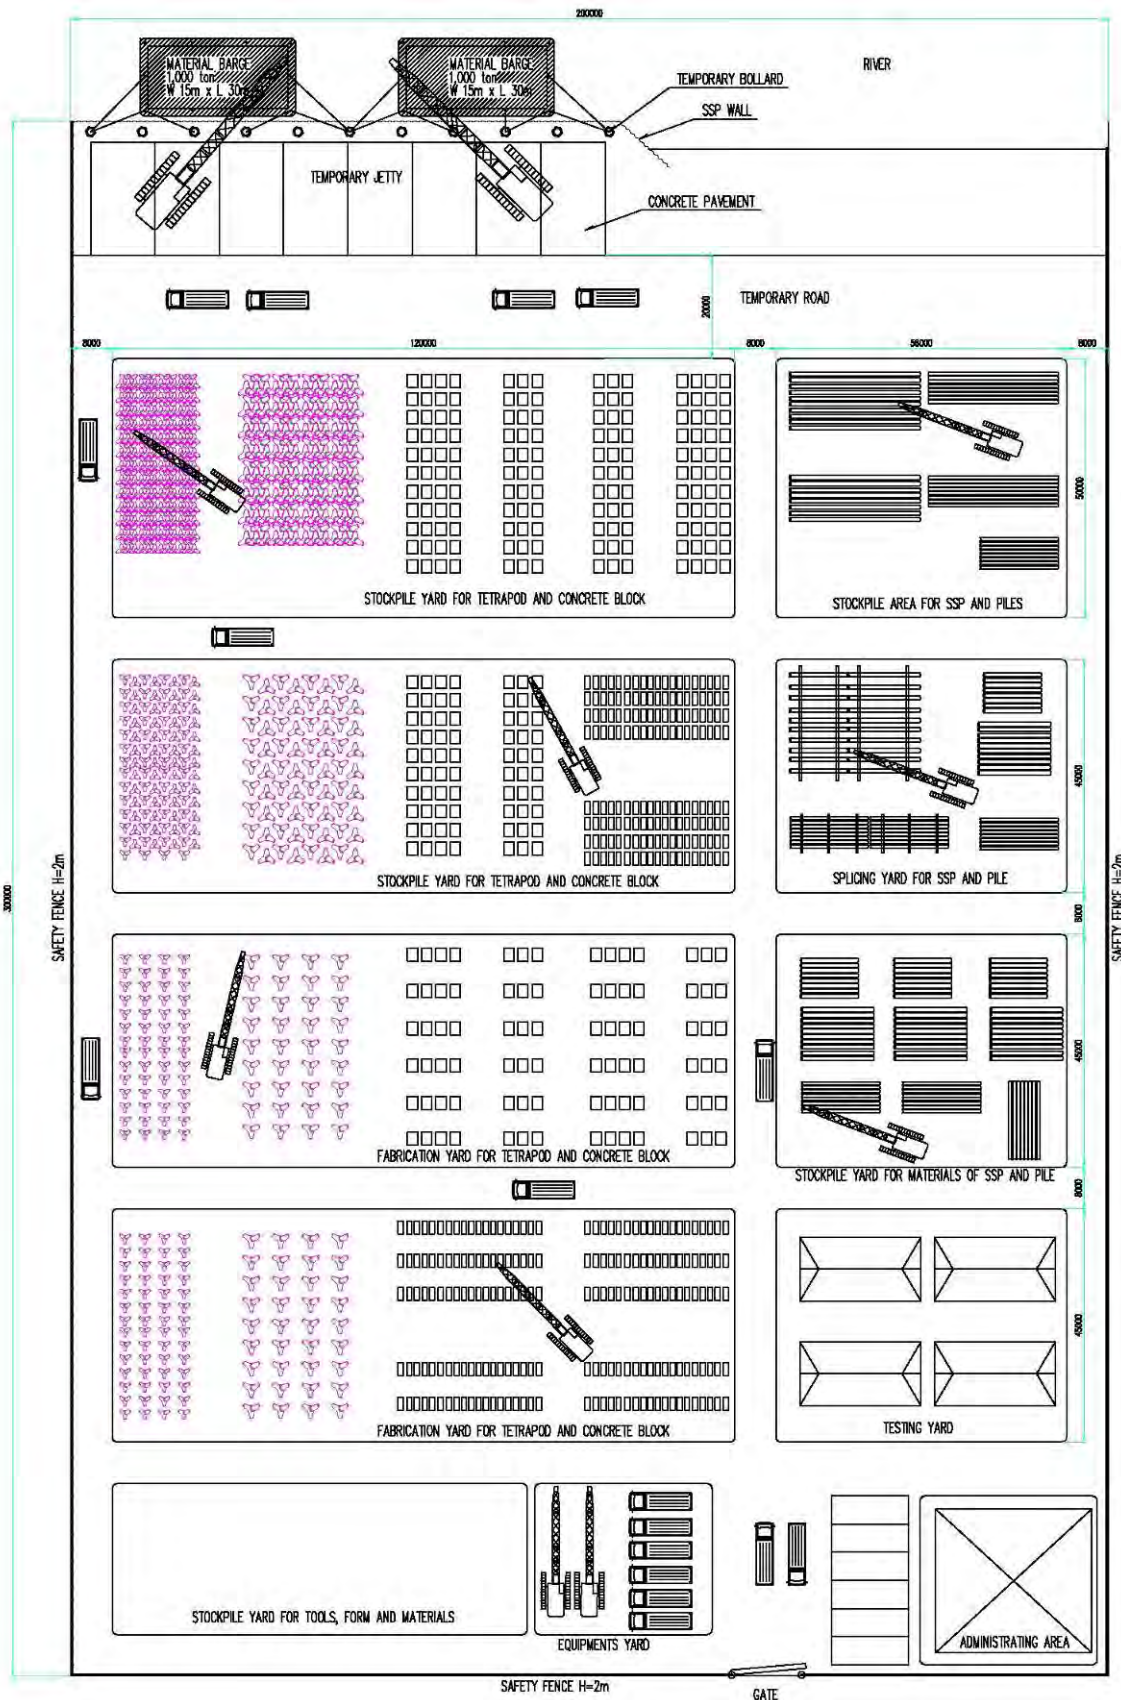 200000
MATERIAL BARGE
1,000 ton
W 15m x L 30m
MATERIAL BARGE
1,000 ton
W 15m x L 30m
RIVER
TEMPORARY BOLLARD
SSP WALL
TEMPORARY JETTY
CONCRETE PAVEMENT
20000
TEMPORARY ROAD
8000
120000
8000
56000
8000
50000
STOCKPILE YARD FOR TETRAPOD AND CONCRETE BLOCK
STOCKPILE AREA FOR SSP AND PILES
45000
STOCKPILE YARD FOR TETRAPOD AND CONCRETE BLOCK
SPLICING YARD FOR SSP AND PILE
300000
SAFETY FENCE H=2m
8000
SAFETY FENCE H=2m
45000
FABRICATION YARD FOR TETRAPOD AND CONCRETE BLOCK
STOCKPILE YARD FOR MATERIALS OF SSP AND PILE
8000
45000
FABRICATION YARD FOR TETRAPOD AND CONCRETE BLOCK
TESTING YARD
STOCKPILE YARD FOR TOOLS, FORM AND MATERIALS
EQUIPMENTS YARD
ADMINISTRATING AREA
SAFETY FENCE H=2m
GATE